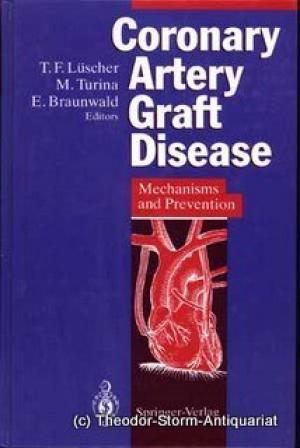 Coronary
Artery
Graft
Disease
T. F. Lüscher
M. Turina
E. Braunwald
Editors
Mechanisms
and Prevention
Springer-Verlag
(c) Theodor-Storm-Antiquariat